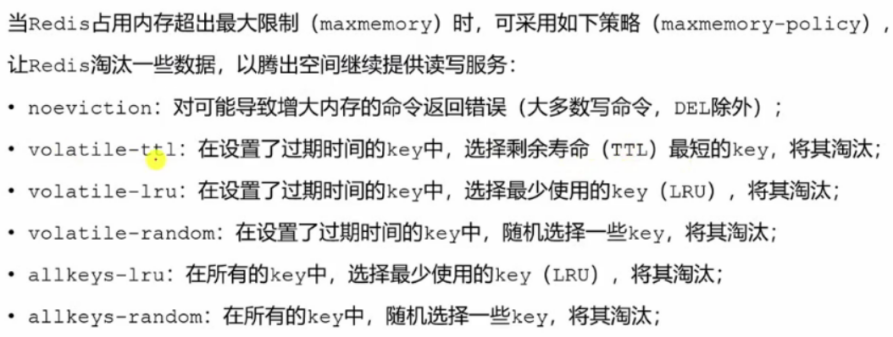 当Redis占用内存超出最大限制（maxmemory）时，可采用如下策略（maxmemory-policy），
让Redis淘汰一些数据，以腾出空间继续提供读写服务：
• noeviction：对可能导致增大内存的命令返回错误（大多数写命令，DEL除外）；
• volatile-ttl：在设置了过期时间的key中，选择剩余寿命（TTL）最短的key，将其淘汰；
• volatile-lru：在设置了过期时间的key中，选择最少使用的key（LRU），将其淘汰；
• volatile-random：在设置了过期时间的key中，随机选择一些key，将其淘汰；
• allkeys-lru：在所有的key中，选择最少使用的key（LRU），将其淘汰；
• allkeys-random：在所有的key中，随机选择一些key，将其淘汰；